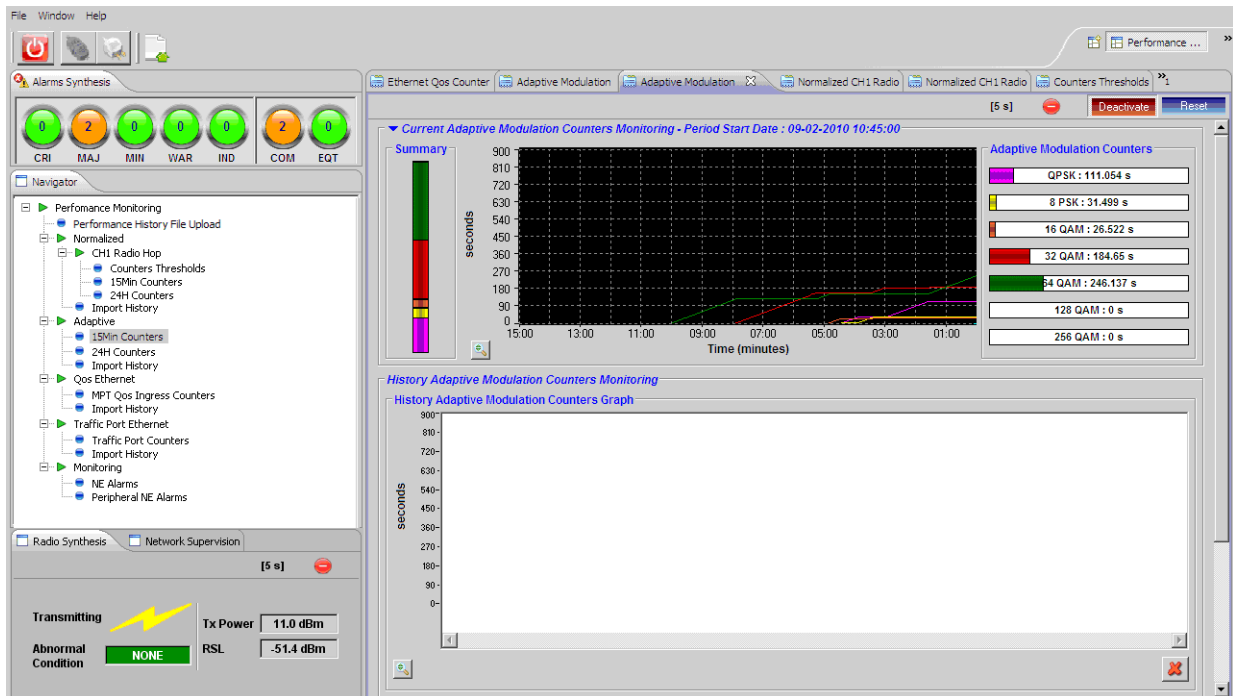 File Window Help
Performance ...
»
Alarms Synthesis
0 2 0 0 0 2 0
CRI MAJ MIN WAR IND COM EQT
Navigator
Perfomance Monitoring
Performance History File Upload
Normalized
CH1 Radio Hop
Counters Thresholds
15Min Counters
24H Counters
Import History
Adaptive
15Min Counters
24H Counters
Import History
Qos Ethernet
MPT Qos Ingress Counters
Import History
Traffic Port Ethernet
Traffic Port Counters
Import History
Monitoring
NE Alarms
Peripheral NE Alarms
Radio Synthesis Network Supervision
[5 s]
Transmitting
Tx Power 11.0 dBm
Abnormal Condition NONE
RSL -51.4 dBm
Ethernet Qos Counter Adaptive Modulation Adaptive Modulation Normalized CH1 Radio Normalized CH1 Radio Counters Thresholds »1
[5 s] Deactivate Reset
Current Adaptive Modulation Counters Monitoring - Period Start Date : 09-02-2010 10:45:00
Summary
seconds
900
810
720
630
540
450
360
270
180
90
0
15:00 13:00 11:00 09:00 07:00 05:00 03:00 01:00
Time (minutes)
Adaptive Modulation Counters
QPSK : 111.054 s
8 PSK : 31.499 s
16 QAM : 26.522 s
32 QAM : 184.65 s
64 QAM : 246.137 s
128 QAM : 0 s
256 QAM : 0 s
History Adaptive Modulation Counters Monitoring
History Adaptive Modulation Counters Graph
seconds
900
810
720
630
540
450
360
270
180
90
0